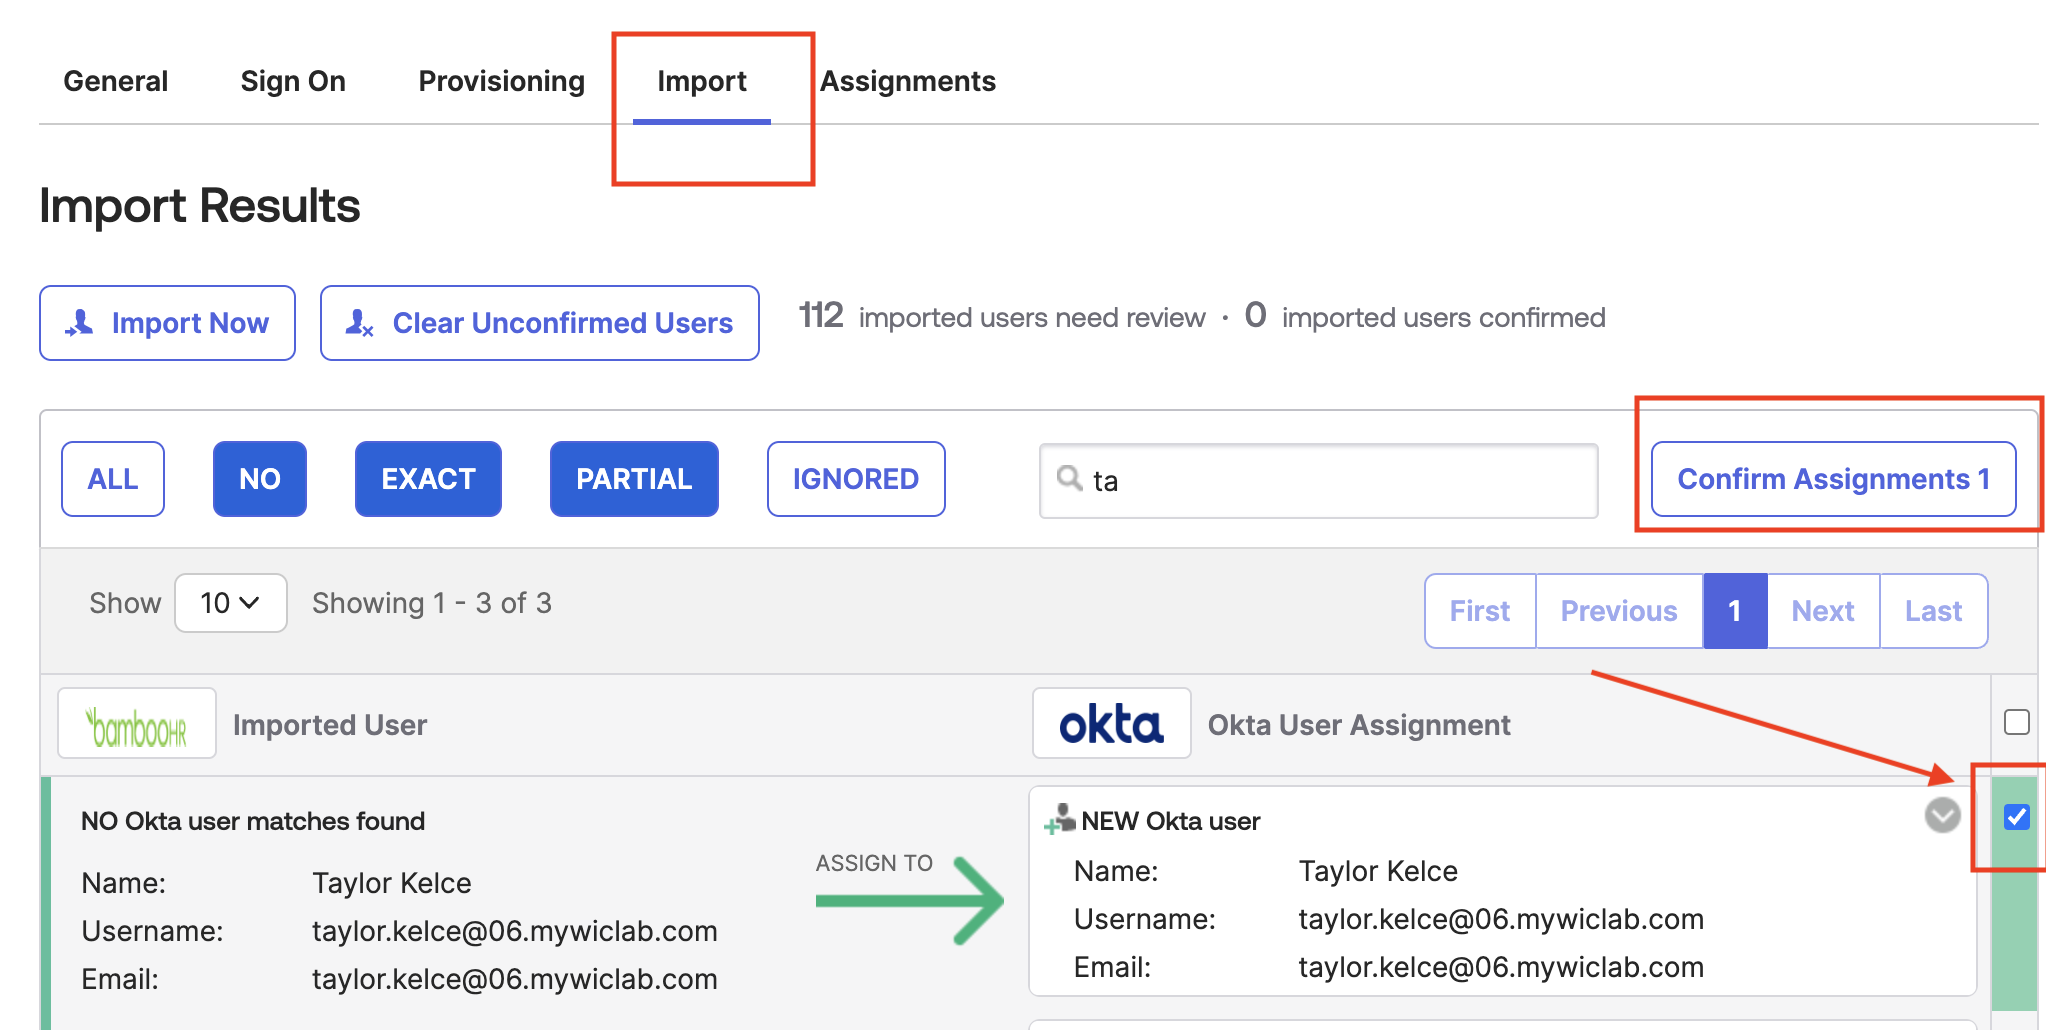 General Sign On Provisioning Import Assignments
Import Results
Import Now Clear Unconfirmed Users 112 imported users need review · 0 imported users confirmed
ALL NO EXACT PARTIAL IGNORED ta Confirm Assignments 1
Show 10 Showing 1 - 3 of 3 First Previous 1 Next Last
bambooHR Imported User okta Okta User Assignment
NO Okta user matches found
Name: Taylor Kelce
Username: taylor.kelce@06.mywiclab.com
Email: taylor.kelce@06.mywiclab.com
ASSIGN TO
NEW Okta user
Name: Taylor Kelce
Username: taylor.kelce@06.mywiclab.com
Email: taylor.kelce@06.mywiclab.com